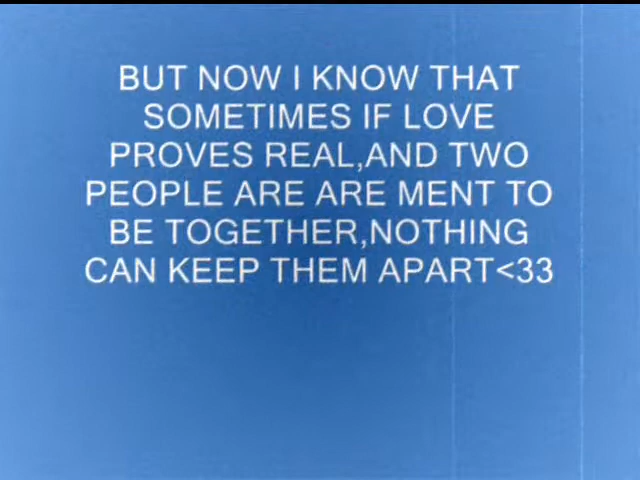 BUT NOW I KNOW THAT
SOMETIMES IF LOVE
PROVES REAL,AND TWO
PEOPLE ARE ARE MENT TO
BE TOGETHER,NOTHING
CAN KEEP THEM APART<33